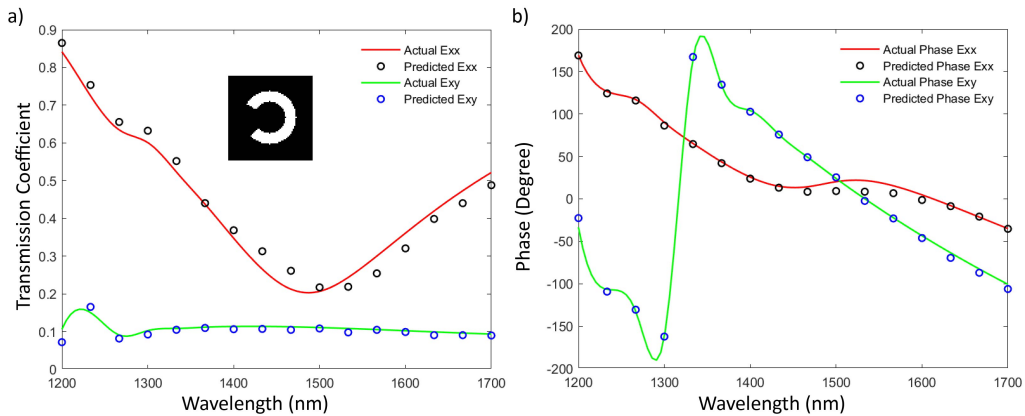 a)
0.9
0.8
0.7
0.6
0.5
0.4
0.3
0.2
0.1
0
1200 1300 1400 1500 1600 1700
Transmission Coefficient
Wavelength (nm)
Actual Exx
Predicted Exx
Actual Exy
Predicted Exy
b)
200
150
100
50
0
-50
-100
-150
-200
1200 1300 1400 1500 1600 1700
Phase (Degree)
Wavelength (nm)
Actual Phase Exx
Predicted Phase Exx
Actual Phase Exy
Predicted Phase Exy